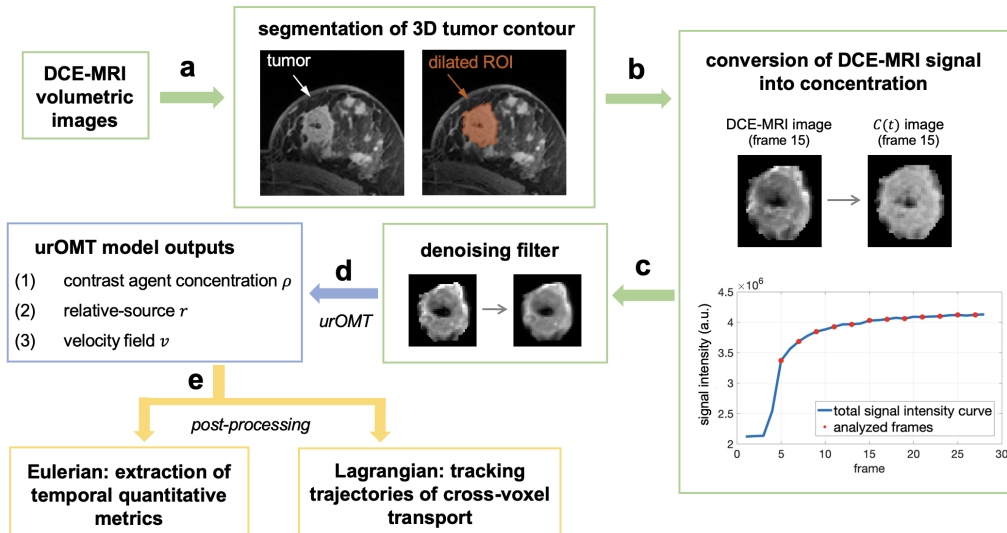 DCE-MRI
volumetric
images
a
segmentation of 3D tumor contour
tumor
dilated ROI
b
conversion of DCE-MRI signal
into concentration
DCE-MRI image
(frame 15)
C(t) image
(frame 15)
×10⁶
4.5
4
3.5
3
2.5
2
signal intensity (a.u.)
total signal intensity curve
analyzed frames
0
5
10
15
20
25
30
frame
c
denoising filter
d
urOMT
urOMT model outputs
(1) contrast agent concentration ρ
(2) relative-source r
(3) velocity field v
e
post-processing
Eulerian: extraction of
temporal quantitative
metrics
Lagrangian: tracking
trajectories of cross-voxel
transport